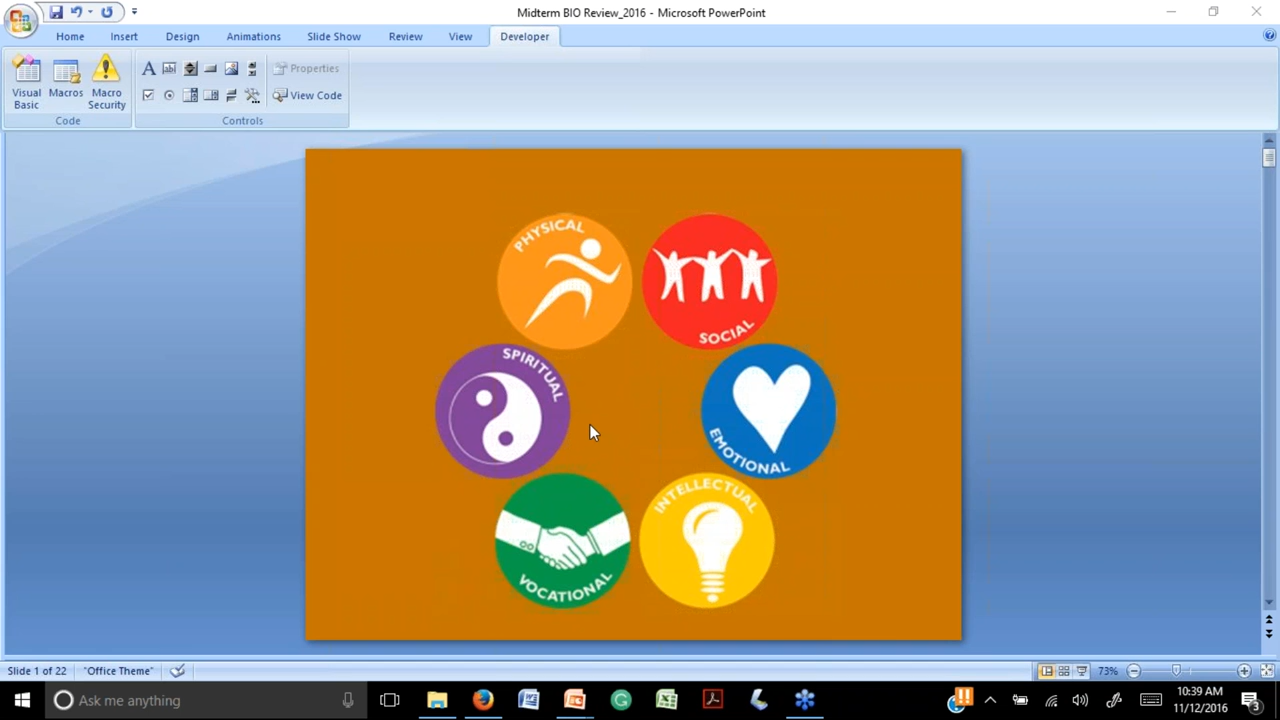 Midterm BIO Review_2016 - Microsoft PowerPoint
Home Insert Design Animations Slide Show Review View Developer
Visual Basic
Macros
Macro Security
Properties
View Code
Code
Controls
PHYSICAL
SOCIAL
SPIRITUAL
EMOTIONAL
VOCATIONAL
INTELLECTUAL
Slide 1 of 22 "Office Theme" 73%
Ask me anything
10:39 AM
11/12/2016
3